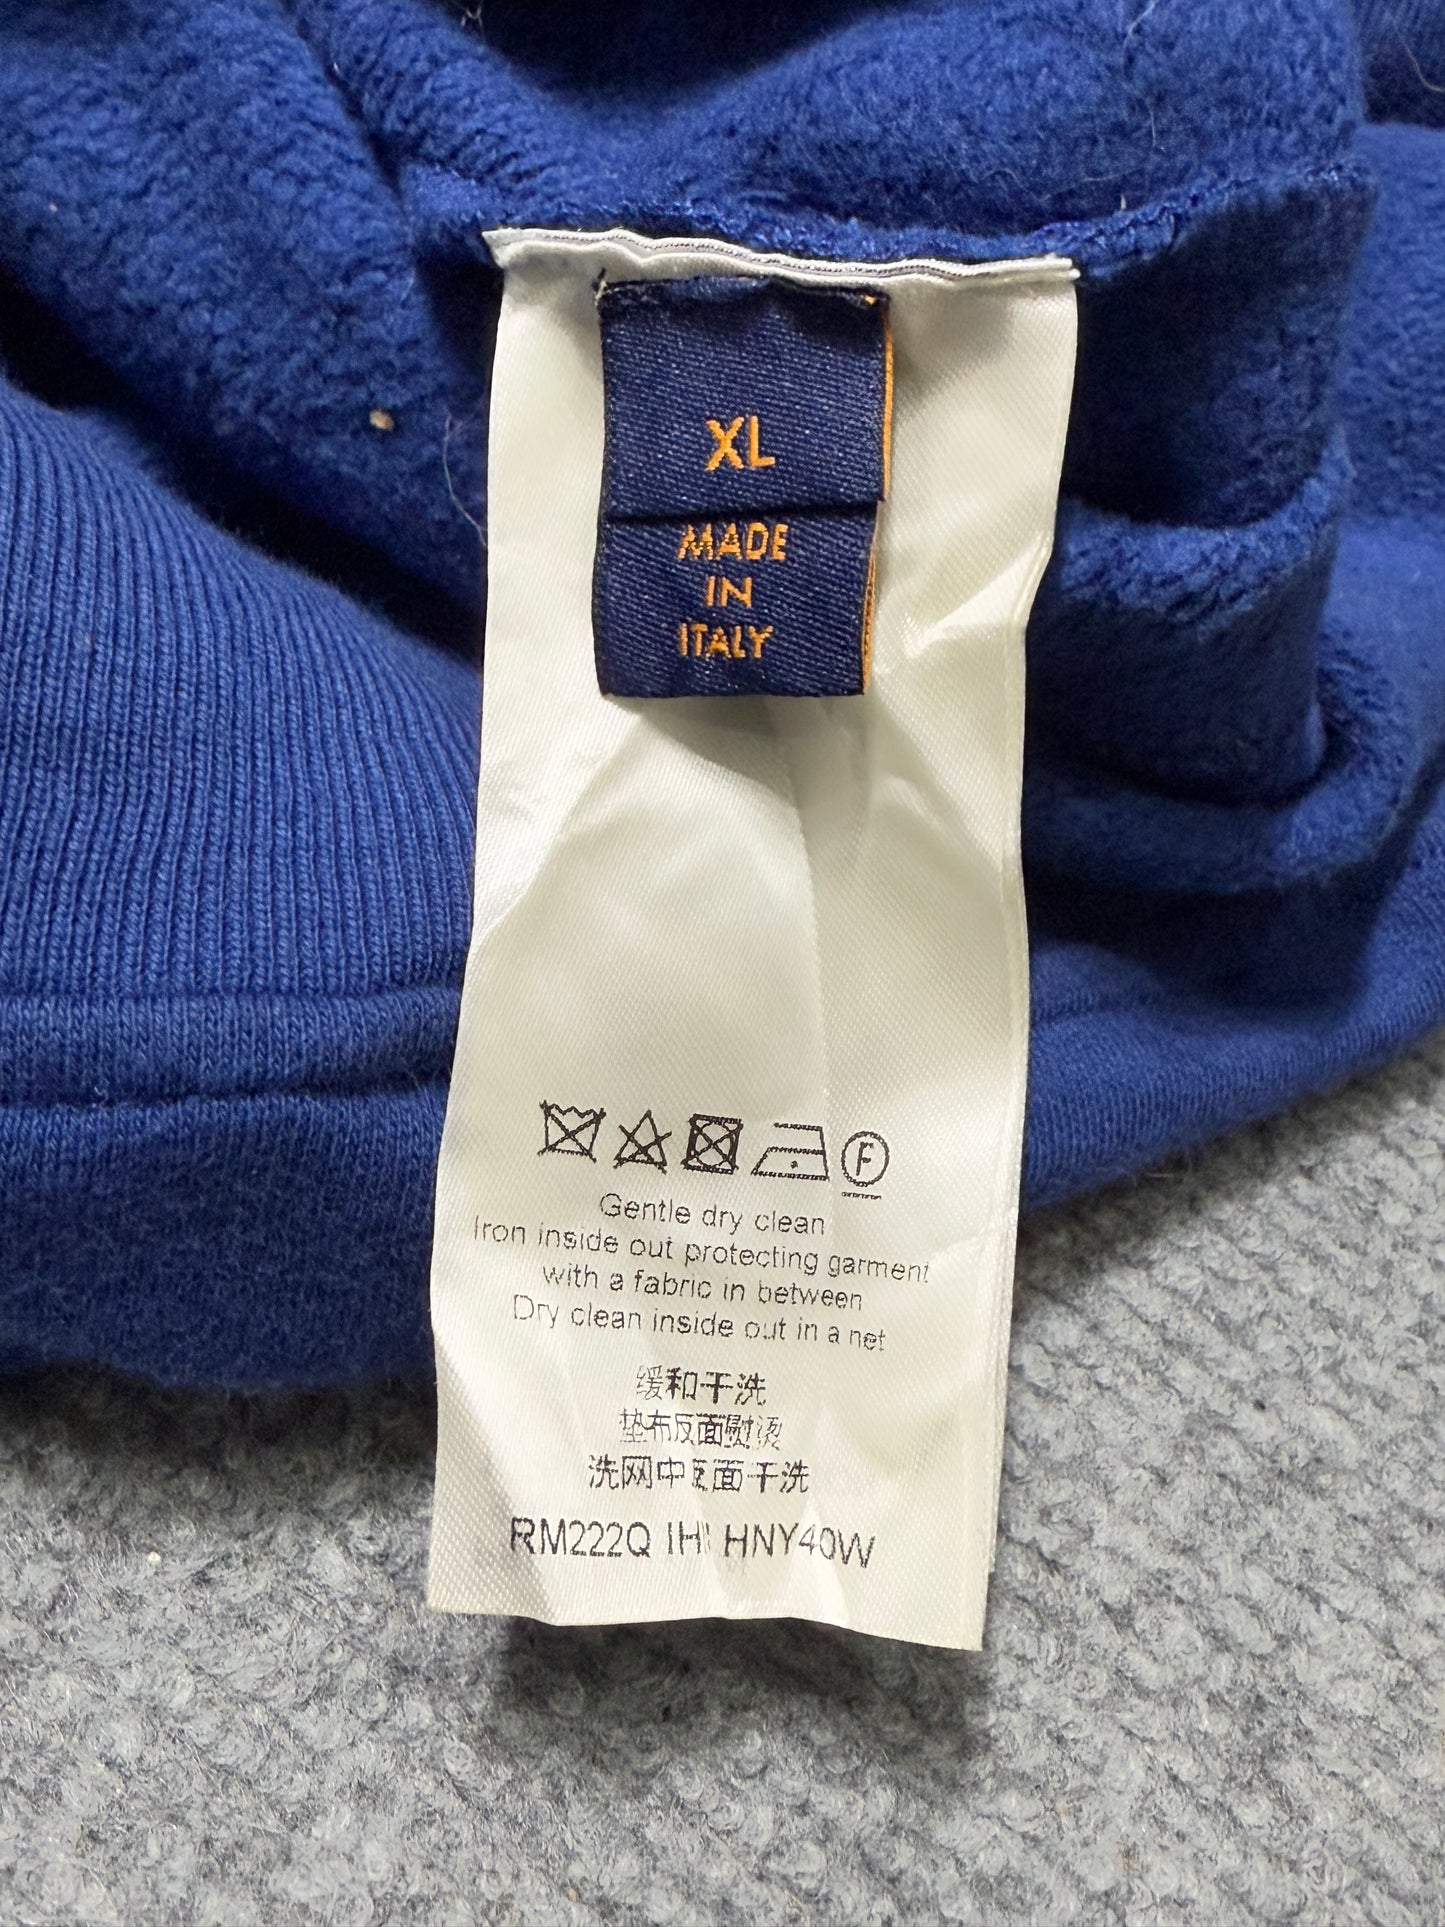 XL
MADE
IN
ITALY
F
Gentle dry clean
Iron inside out protecting garment
with a fabric in between
Dry clean inside out in a net
缓和干洗
垫布反面熨烫
洗网中反面干洗
RM222Q HNY40W